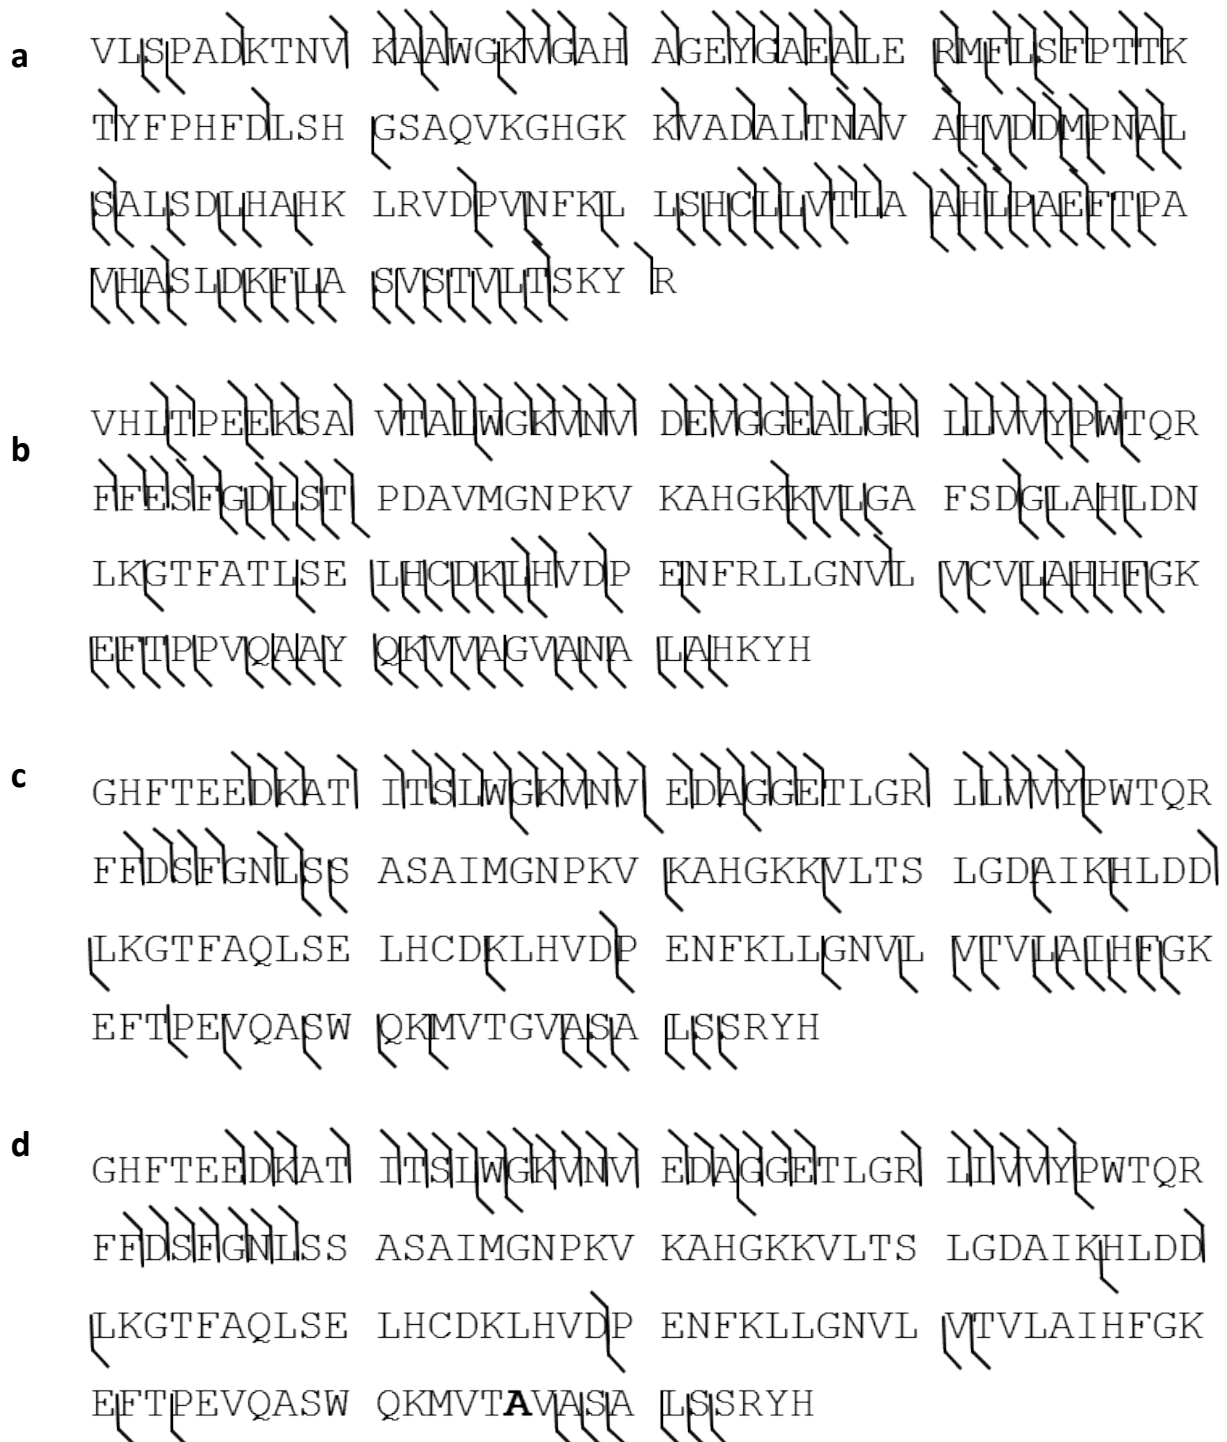 a
VLSPADKTNV KAAWGKVGAH AGEYGAEALE RMFLSFPTTK
TYFPHFDLSH GSAQVKGHGK KVADALTNAV AHVDDMPNAL
SALSDLHAHK LRVDPVNFKL LSHCLLVTLA AHLPAEFTPA
VHASLDKFLA SVSTVLTSKY R
b
VHLTPEEKSA VTALWGKVNV DEVGGEALGR LLVVYPWTQR
FFESFGDLST PDAVMGNPKV KAHGKKVLGA FSDGLAHLDN
LKGTFATLSE LHCDKLHVDP ENFRLLGNVL VCVLAHHFGK
EFTPPVQAAY QKVVAGVANA LAHKYH
c
GHFTEEDKAT ITSLWGKVNV EDAGGETLGR LLVVYPWTQR
FFDSFGNLSS ASAIMGNPKV KAHGKKVLTS LGDAIKHLDD
LKGTFAQLSE LHCDKLHVDP ENFKLLGNVL VTVLAIHFGK
EFTPEVQASW QKMVTGVASA LSSRYH
d
GHFTEEDKAT ITSLWGKVNV EDAGGETLGR LLVVYPWTQR
FFDSFGNLSS ASAIMGNPKV KAHGKKVLTS LGDAIKHLDD
LKGTFAQLSE LHCDKLHVDP ENFKLLGNVL VTVLAIHFGK
EFTPEVQASW QKMVTAVASA LSSRYH